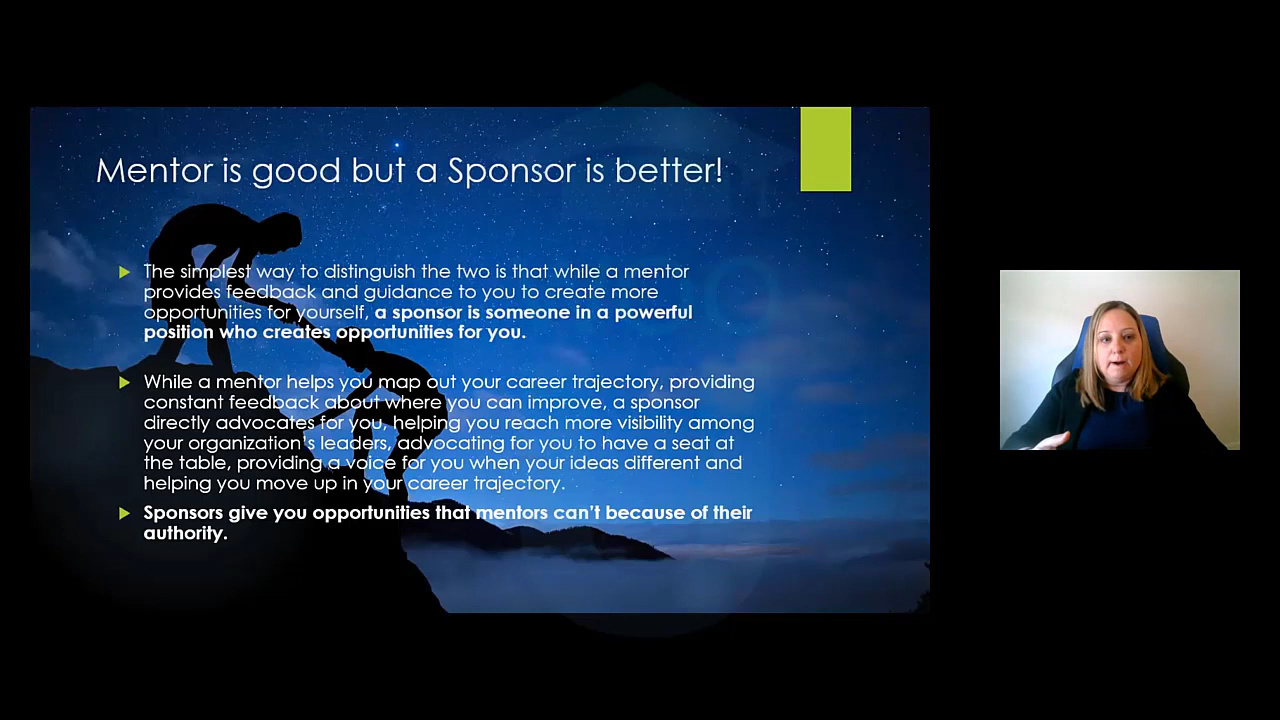 Mentor is good but a Sponsor is better!
The simplest way to distinguish the two is that while a mentor
provides feedback and guidance to you to create more
opportunities for yourself, a sponsor is someone in a powerful
position who creates opportunities for you.
While a mentor helps you map out your career trajectory, providing
constant feedback about where you can improve, a sponsor
directly advocates for you, helping you reach more visibility among
your organization's leaders, advocating for you to have a seat at
the table, providing a voice for you when your ideas different and
helping you move up in your career trajectory.
Sponsors give you opportunities that mentors can't because of their
authority.